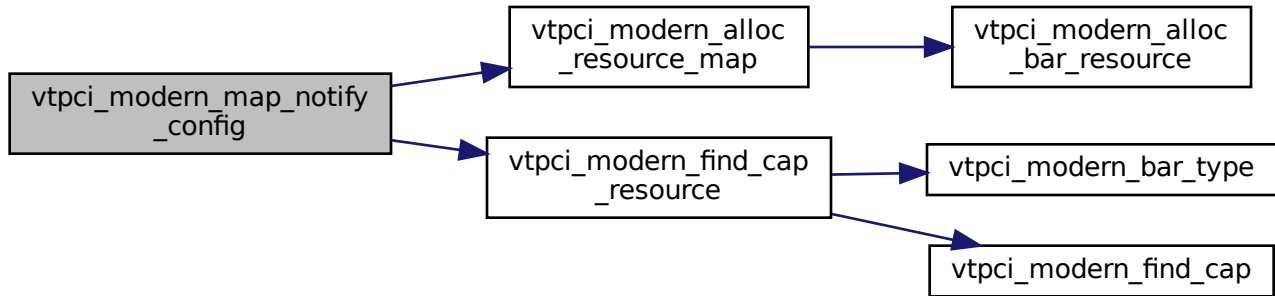 vtpci_modern_map_notify
_config
vtpci_modern_alloc
_resource_map
vtpci_modern_alloc
_bar_resource
vtpci_modern_find_cap
_resource
vtpci_modern_bar_type
vtpci_modern_find_cap